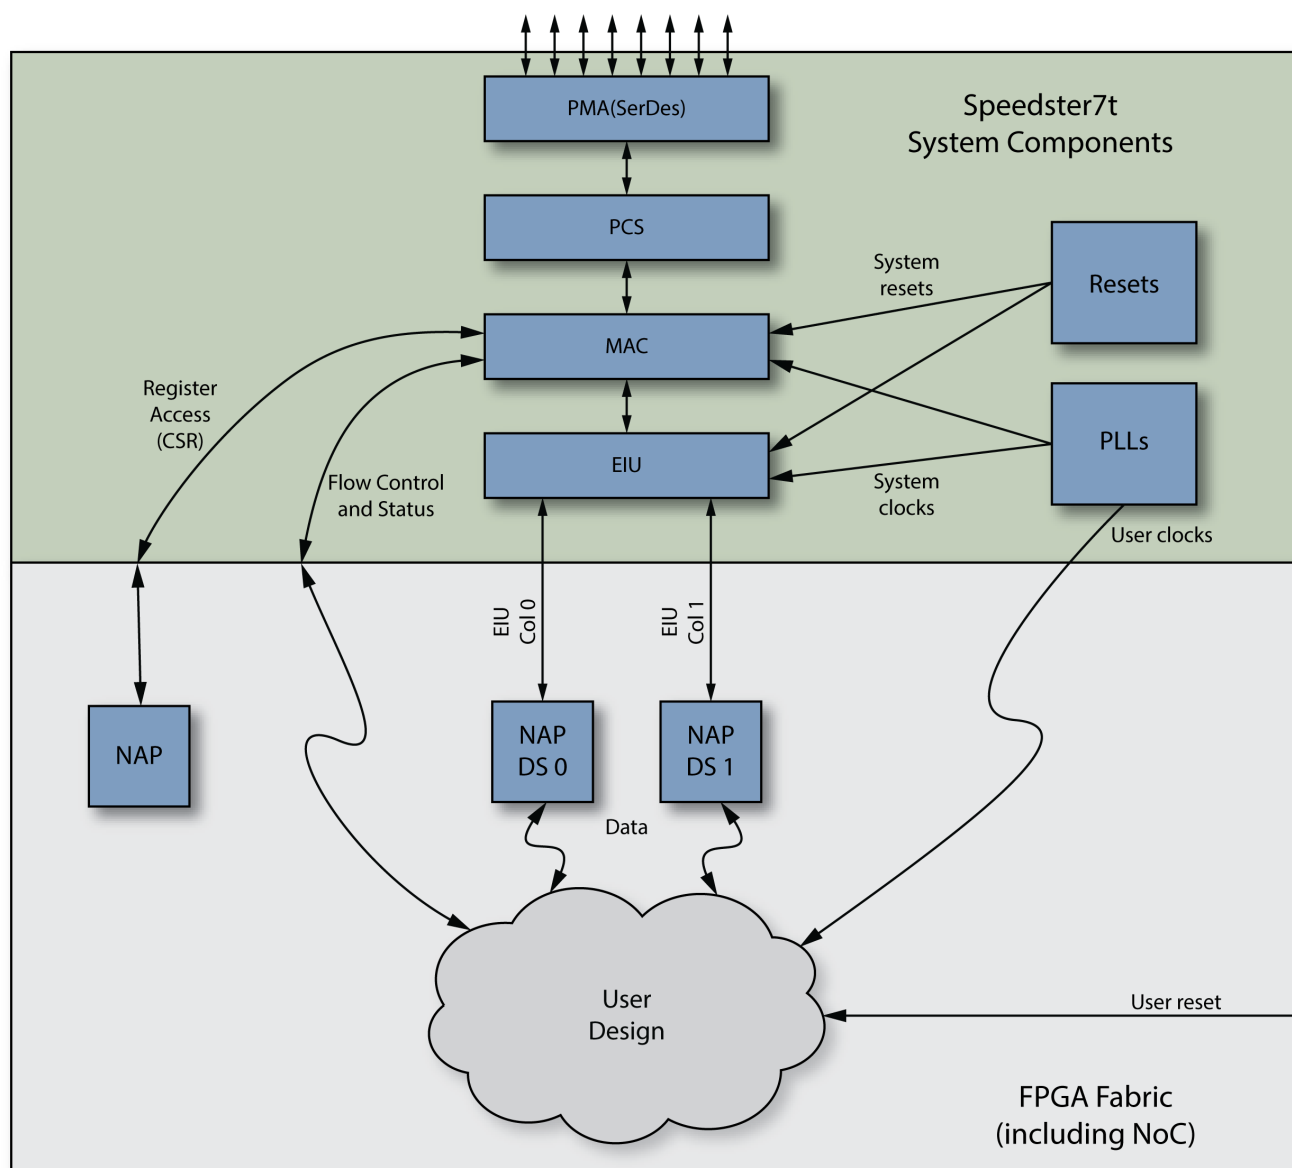 PMA(SerDes)
Speedster7t
System Components
PCS
System
resets
Resets
MAC
Register
Access
(CSR)
PLLs
EIU
Flow Control
and Status
System
clocks
User clocks
EIU
Col 0
EIU
Col 1
NAP
NAP
DS 0
NAP
DS 1
Data
User
Design
User reset
FPGA Fabric
(including NoC)